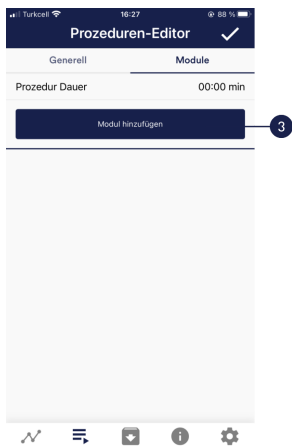 Turkcell 16:27 88 %
Prozeduren-Editor
Generell Module
Prozedur Dauer 00:00 min
Modul hinzufügen
3